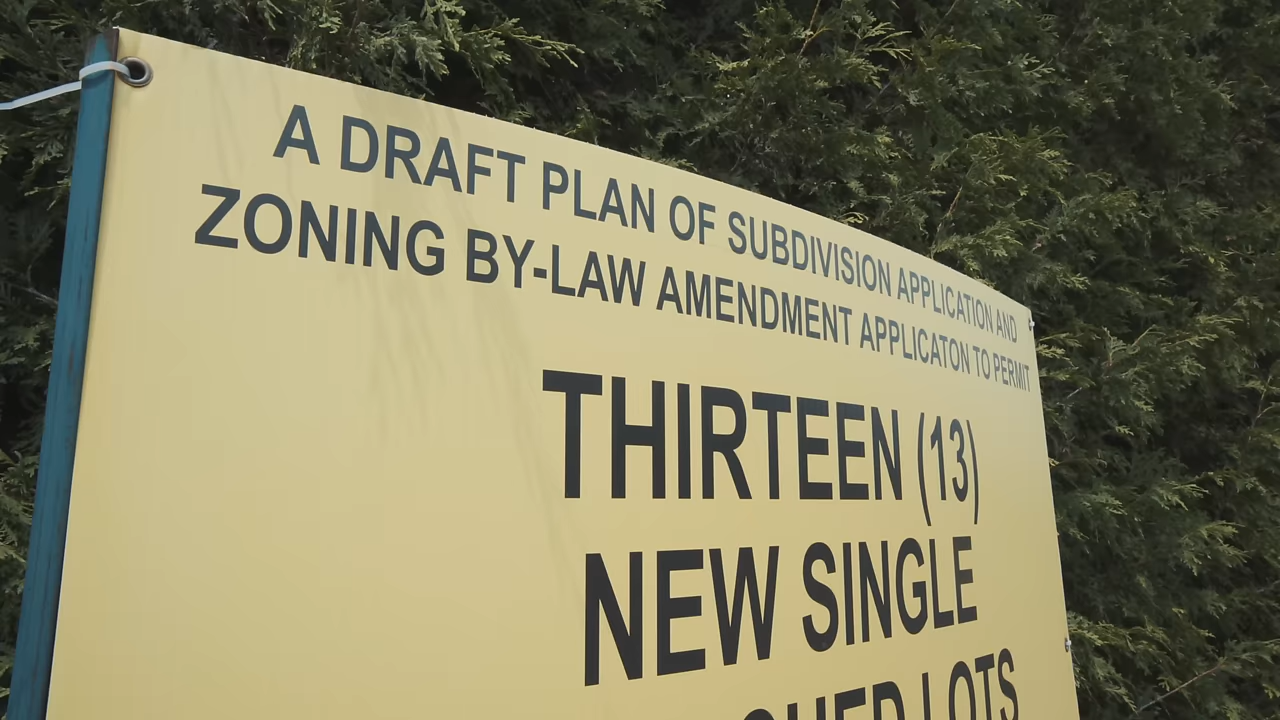 A DRAFT PLAN OF SUBDIVISION APPLICATION AND
ZONING BY-LAW AMENDMENT APPLICATON TO PERMIT
THIRTEEN (13)
NEW SINGLE
LOTS